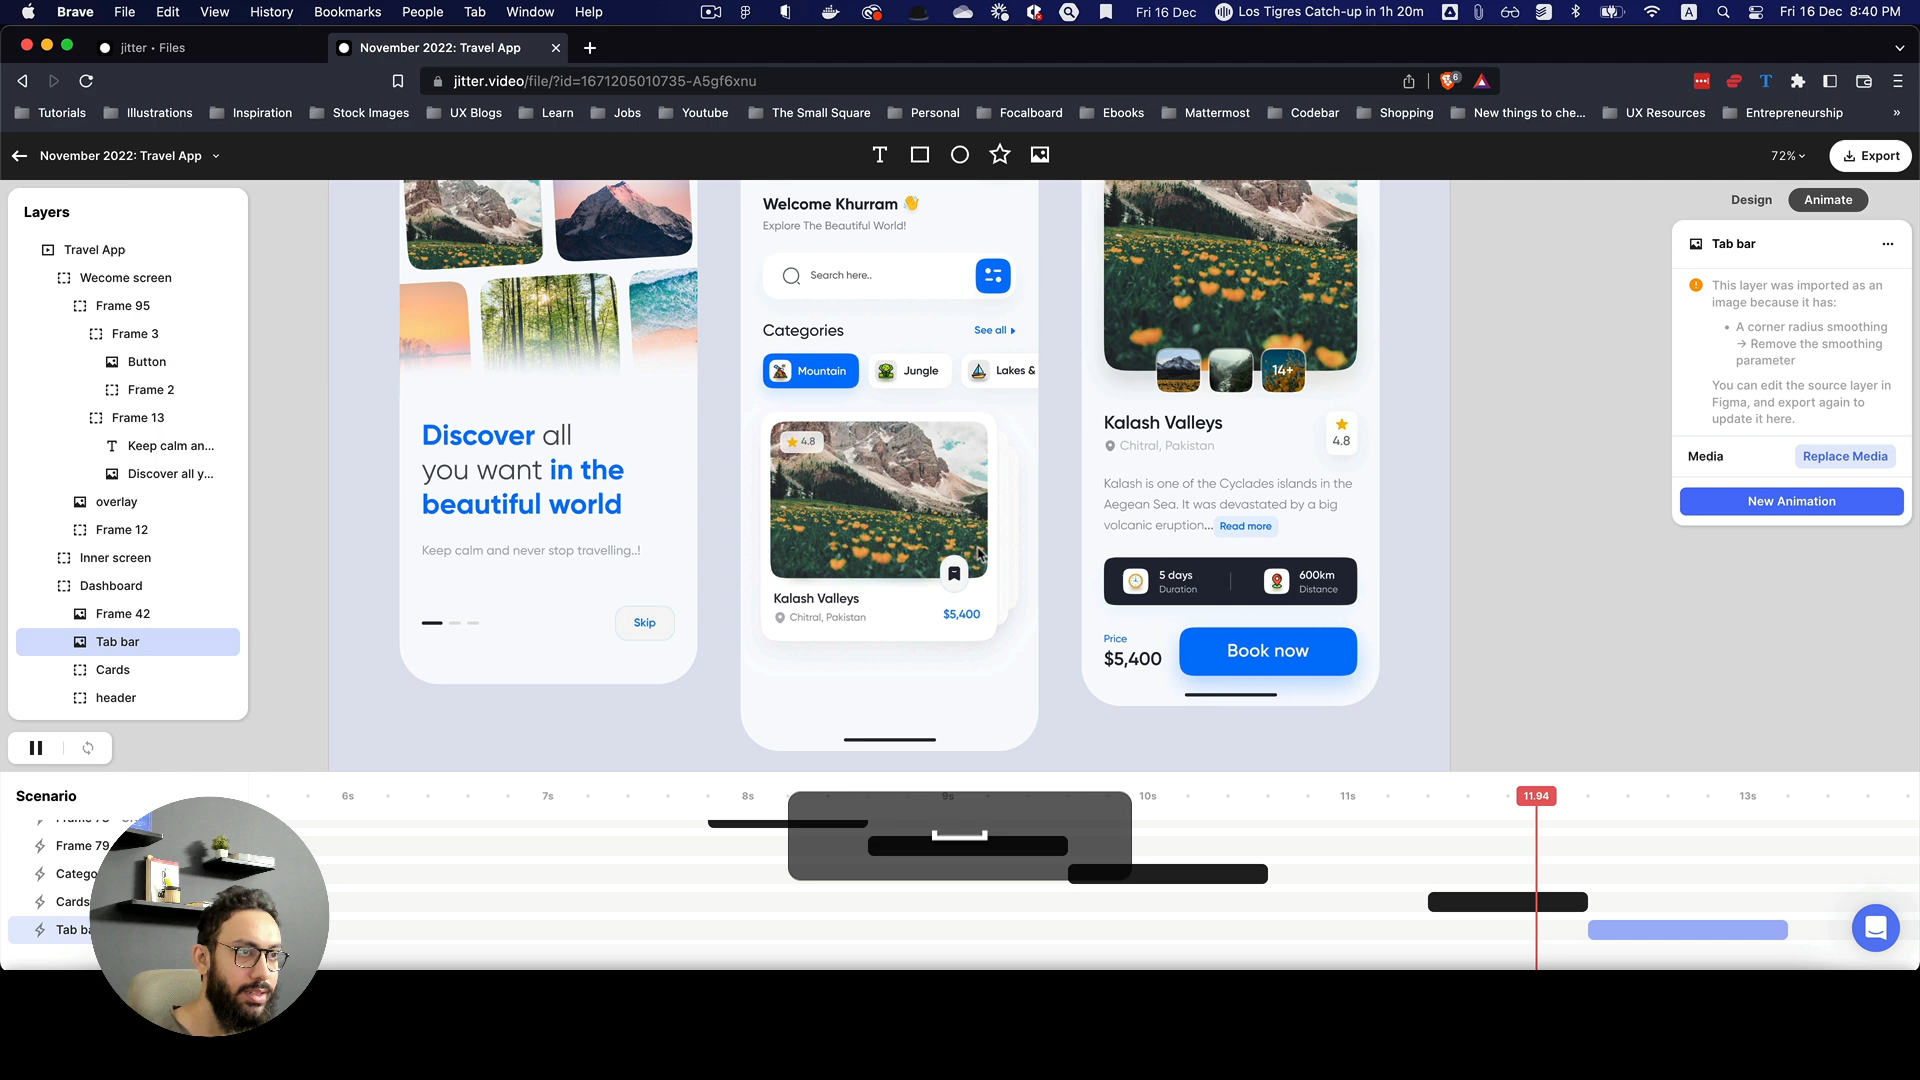 Brave File Edit View History Bookmarks People Tab Window Help Fri 16 Dec Los Tigres Catch-up in 1h 20m A Fri 16 Dec 8:40 PM
jitter • Files
November 2022: Travel App
jitter.video/file/?id=1671205010735-A5gf6xnu
6
T
Tutorials Illustrations Inspiration Stock Images UX Blogs Learn Jobs Youtube The Small Square Personal Focalboard Ebooks Mattermost Codebar Shopping New things to che... UX Resources Entrepreneurship »
November 2022: Travel App
T
72%
Export
Layers
Travel App
Wecome screen
Frame 95
Frame 3
Button
Frame 2
Frame 13
T Keep calm an...
Discover all y...
overlay
Frame 12
Inner screen
Dashboard
Frame 42
Tab bar
Cards
header
Discover all
you want in the
beautiful world
Keep calm and never stop travelling..!
Skip
Welcome Khurram
Explore The Beautiful World!
Search here..
Categories
See all
Mountain
Jungle
Lakes &
4.8
Kalash Valleys
Chitral, Pakistan
$5,400
14+
Kalash Valleys
Chitral, Pakistan
4.8
Kalash is one of the Cyclades islands in the
Aegean Sea. It was devastated by a big
volcanic eruption... Read more
5 days
Duration
600km
Distance
Price
$5,400
Book now
Design
Animate
Tab bar
This layer was imported as an
image because it has:
• A corner radius smoothing
→ Remove the smoothing
parameter
You can edit the source layer in
Figma, and export again to
update it here.
Media
Replace Media
New Animation
Scenario
6s 7s 8s 9s 10s 11s 11.94 13s
Frame 79
Catego
Cards
Tab ba